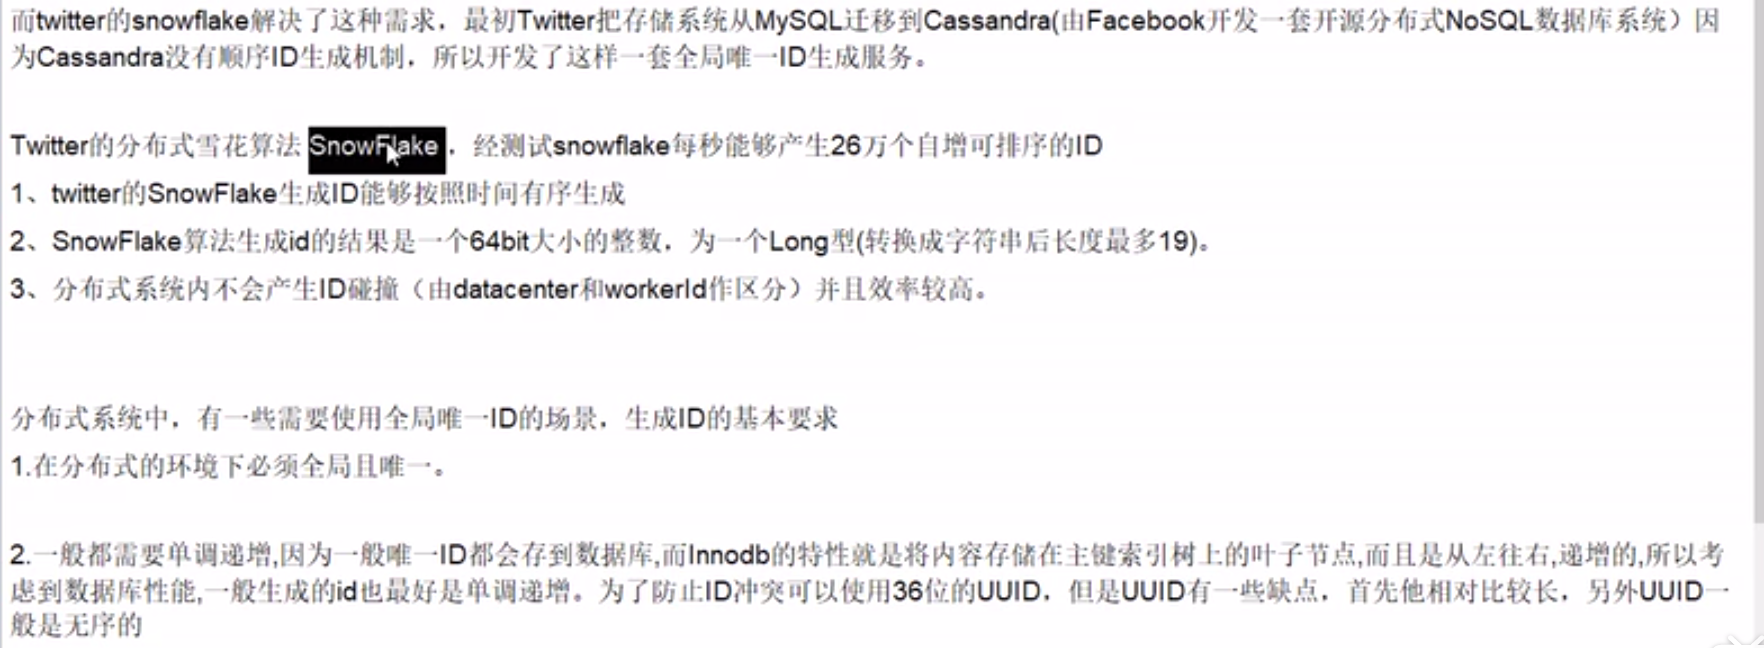 而twitter的snowflake解决了这种需求，最初Twitter把存储系统从MySQL迁移到Cassandra(由Facebook开发一套开源分布式NoSQL数据库系统）因
为Cassandra没有顺序ID生成机制，所以开发了这样一套全局唯一ID生成服务。
Twitter的分布式雪花算法 SnowFlake ，经测试snowflake每秒能够产生26万个自增可排序的ID
1、twitter的SnowFlake生成ID能够按照时间有序生成
2、SnowFlake算法生成id的结果是一个64bit大小的整数，为一个Long型(转换成字符串后长度最多19)。
3、分布式系统内不会产生ID碰撞（由datacenter和workerId作区分）并且效率较高。
分布式系统中，有一些需要使用全局唯一ID的场景，生成ID的基本要求
1.在分布式的环境下必须全局且唯一。
2.一般都需要单调递增,因为一般唯一ID都会存到数据库,而Innodb的特性就是将内容存储在主键索引树上的叶子节点,而且是从左往右,递增的,所以考
虑到数据库性能,一般生成的id也最好是单调递增。为了防止ID冲突可以使用36位的UUID，但是UUID有一些缺点，首先他相对比较长，另外UUID一
般是无序的